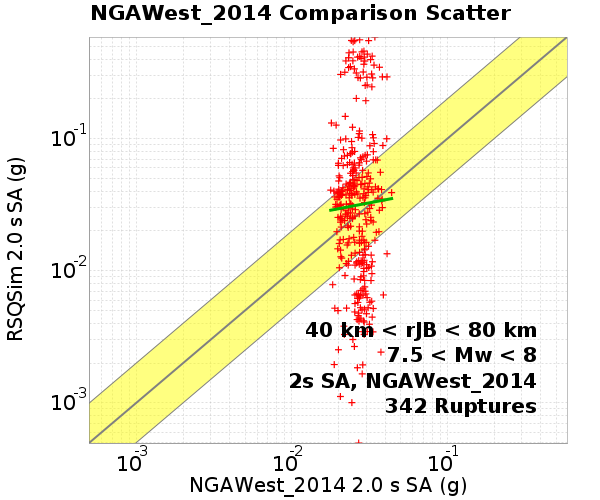 NGAWest_2014 Comparison Scatter
RSQSim 2.0 s SA (g)
10-1
10-2
10-3
40 km < rJB < 80 km
7.5 < Mw < 8
2s SA, NGAWest_2014
342 Ruptures
10-3 10-2 10-1
NGAWest_2014 2.0 s SA (g)